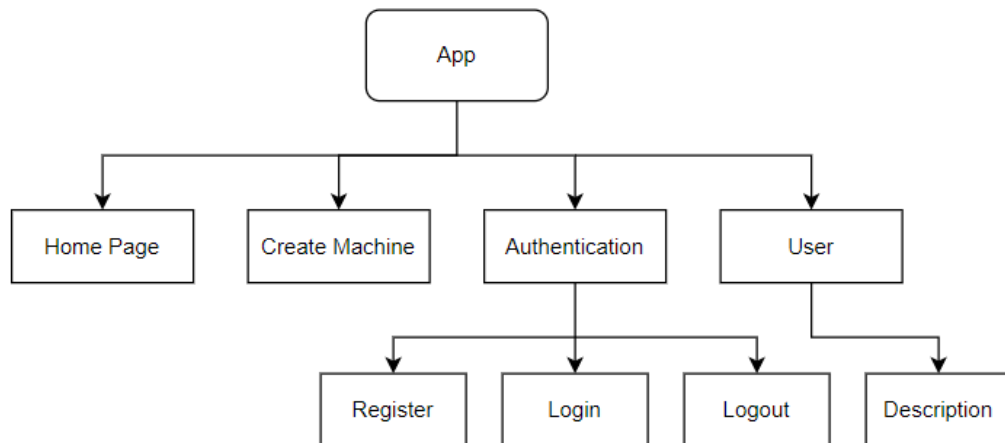 App
Home Page
Create Machine
Authentication
User
Register
Login
Logout
Description